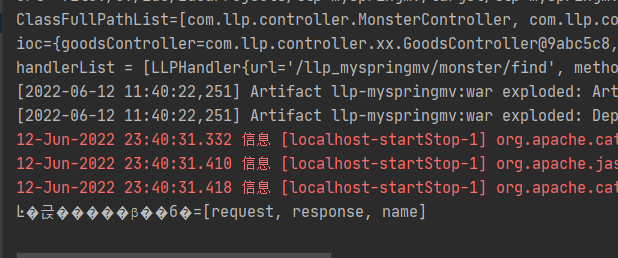 ClassFullPathList=[com.llp.controller.MonsterController, com.llp.co
ioc={goodsController=com.llp.controller.xx.GoodsController@9abc5c8,
handlerList = [LLPHandler{url='/llp_myspringmv/monster/find', metho
[2022-06-12 11:40:22,251] Artifact llp-myspringmv:war exploded: Art
[2022-06-12 11:40:22,251] Artifact llp-myspringmv:war exploded: Dep
12-Jun-2022 23:40:31.332 信息 [localhost-startStop-1] org.apache.cat
12-Jun-2022 23:40:31.410 信息 [localhost-startStop-1] org.apache.jas
12-Jun-2022 23:40:31.418 信息 [localhost-startStop-1] org.apache.cat
=[request, response, name]